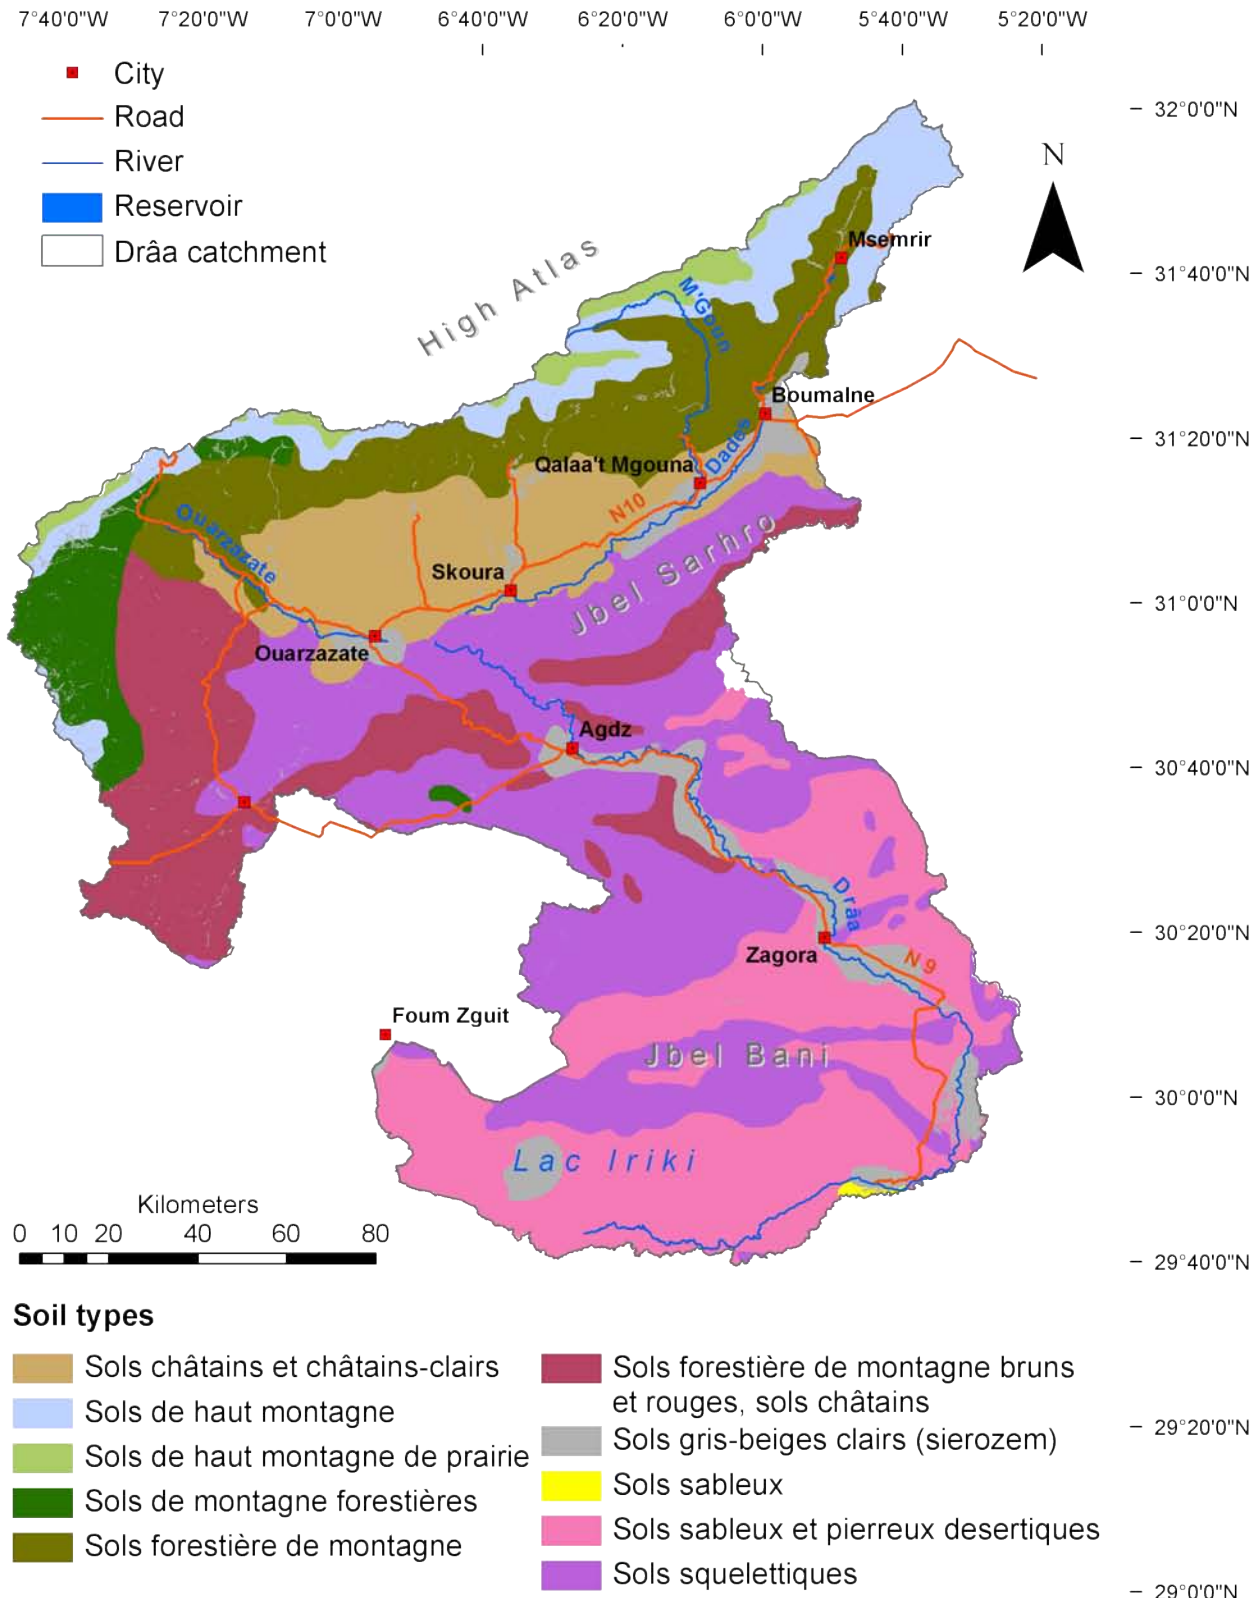 7°40'0"W 7°20'0"W 7°0'0"W 6°40'0"W 6°20'0"W 6°0'0"W 5°40'0"W 5°20'0"W
City
Road
River
Reservoir
Drâa catchment
32°0'0"N
N
Msemrir
High Atlas
31°40'0"N
M'Goun
Boumalne
31°20'0"N
Dadès
Qalaa't Mgouna
N10
Ouarzazate
Jbel Sarhro
Skoura
31°0'0"N
Ouarzazate
Agdz
30°40'0"N
Drâa
30°20'0"N
Zagora
N9
Foum Zguit
Jbel Bani
30°0'0"N
Lac Iriki
Kilometers
0 10 20 40 60 80
29°40'0"N
Soil types
Sols châtains et châtains-clairs
Sols de haut montagne
Sols de haut montagne de prairie
Sols de montagne forestières
Sols forestière de montagne
Sols forestière de montagne bruns
et rouges, sols châtains
Sols gris-beiges clairs (sierozem)
Sols sableux
Sols sableux et pierreux desertiques
Sols squelettiques
29°20'0"N
29°0'0"N